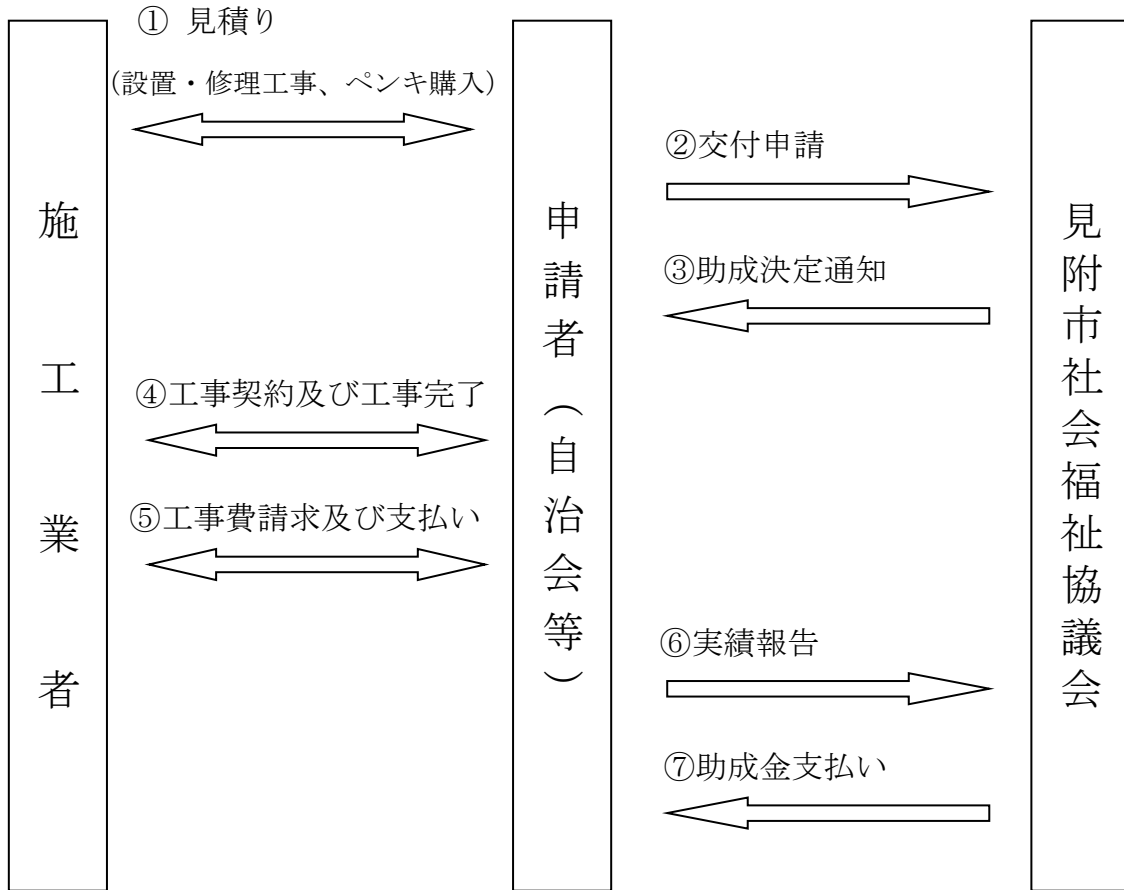 ① 見積り
(設置・修理工事、ペンキ購入)
②交付申請
③助成決定通知
④工事契約及び工事完了
⑤工事費請求及び支払い
⑥実績報告
⑦助成金支払い
施工業者
申請者(自治会等)
見附市社会福祉協議会